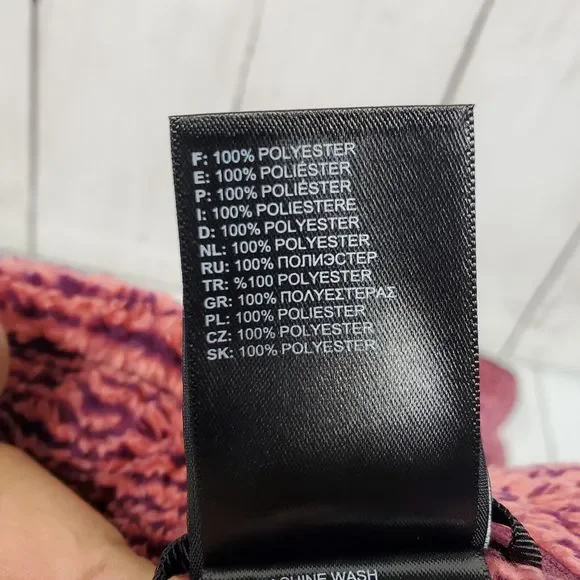 F: 100% POLYESTER
E: 100% POLIÉSTER
P: 100% POLIÉSTER
I: 100% POLIESTERE
D: 100% POLYESTER
NL: 100% POLYESTER
RU: 100% ПОЛИЭСТЕР
TR: %100 POLYESTER
GR: 100% ΠΟΛΥΕΣΤΕΡΑΣ
PL: 100% POLIESTER
CZ: 100% POLYESTER
SK: 100% POLYESTER
WASH